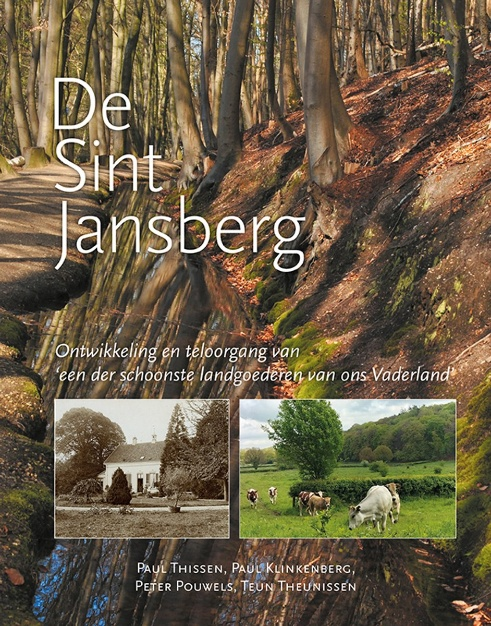 De
Sint
Jansberg
Ontwikkeling en teloorgang van
‘een der schoonste landgoederen van ons Vaderland’
Paul Thissen, Paul Klinkenberg,
Peter Pouwels, Teun Theunissen